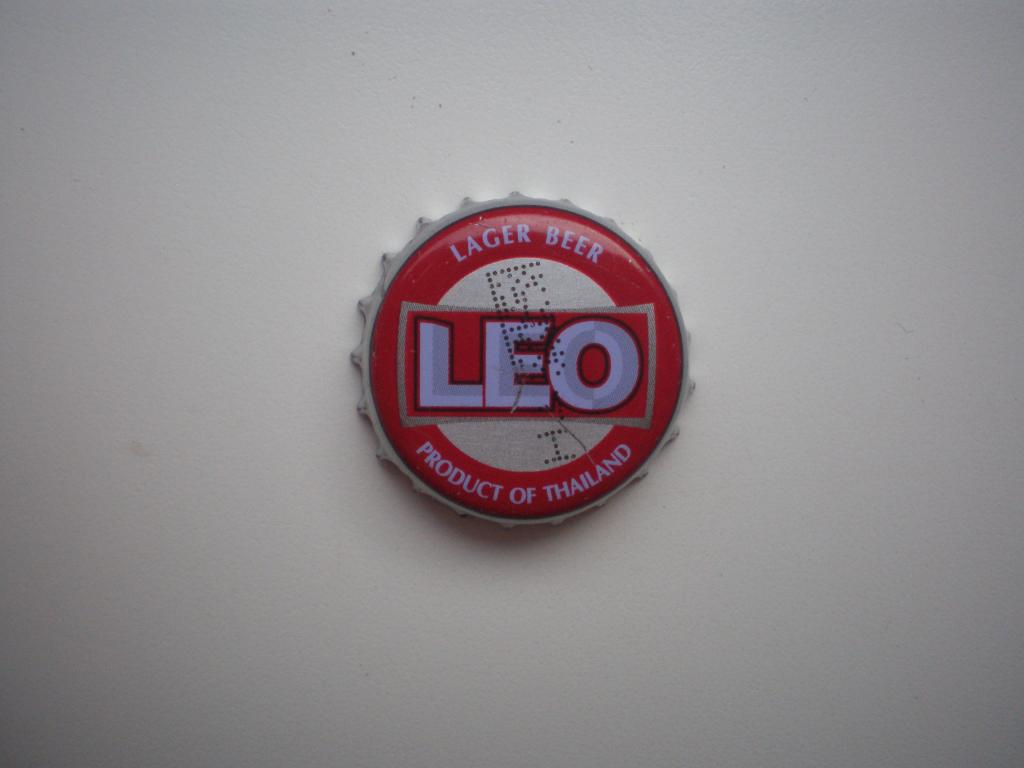 LAGER BEER
LEO
PRODUCT OF THAILAND